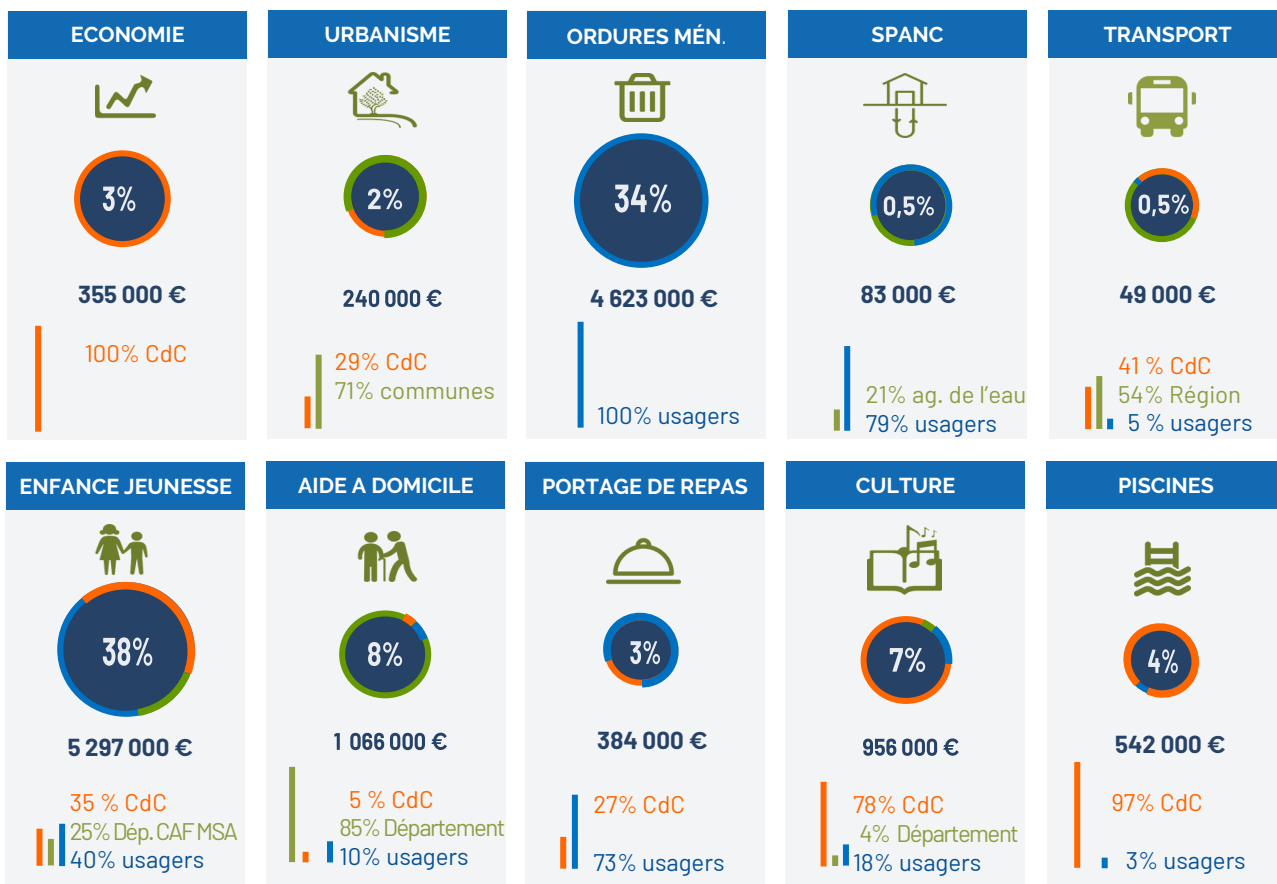 ECONOMIE
3%
355 000 €
100% CdC
URBANISME
2%
240 000 €
29% CdC
71% communes
ORDURES MÉN.
34%
4 623 000 €
100% usagers
SPANC
0,5%
83 000 €
21% ag. de l'eau
79% usagers
TRANSPORT
0,5%
49 000 €
41 % CdC
54% Région
5 % usagers
ENFANCE JEUNESSE
38%
5 297 000 €
35 % CdC
25% Dép. CAF MSA
40% usagers
AIDE A DOMICILE
8%
1 066 000 €
5 % CdC
85% Département
10% usagers
PORTAGE DE REPAS
3%
384 000 €
27% CdC
73% usagers
CULTURE
7%
956 000 €
78% CdC
4% Département
18% usagers
PISCINES
4%
542 000 €
97% CdC
3% usagers